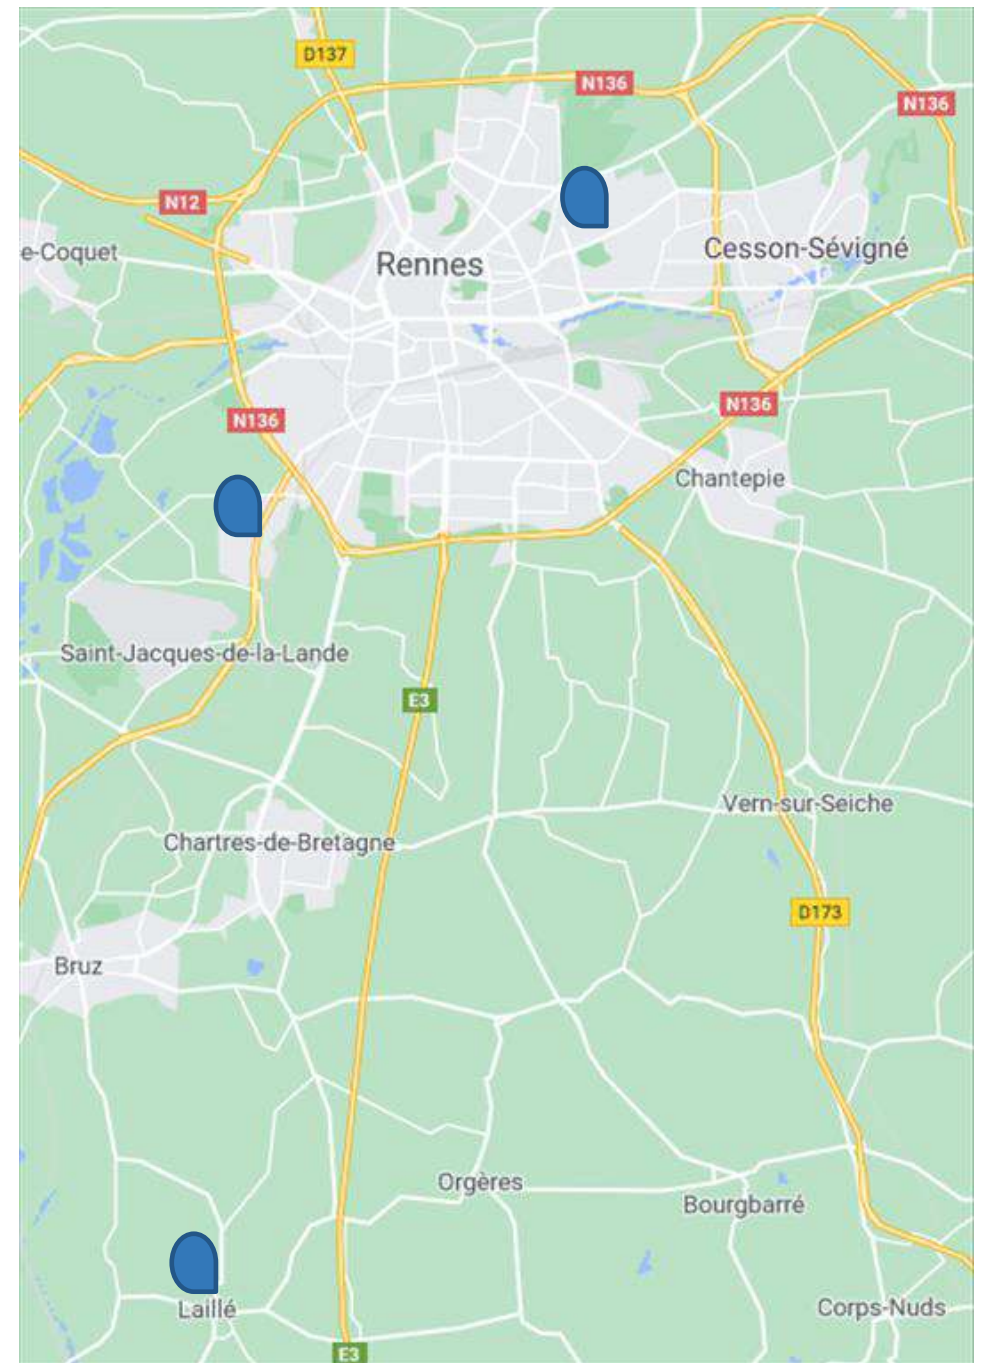 D137
N136
N136
N12
e-Coquet
Rennes
Cesson-Sévigné
N136
N136
Chantepie
Saint-Jacques-de-la-Lande
E3
Vern-sur-Seiche
Chartres-de-Bretagne
D173
Bruz
Orgères
Bourgbarré
Laillé
Corps-Nuds
E3